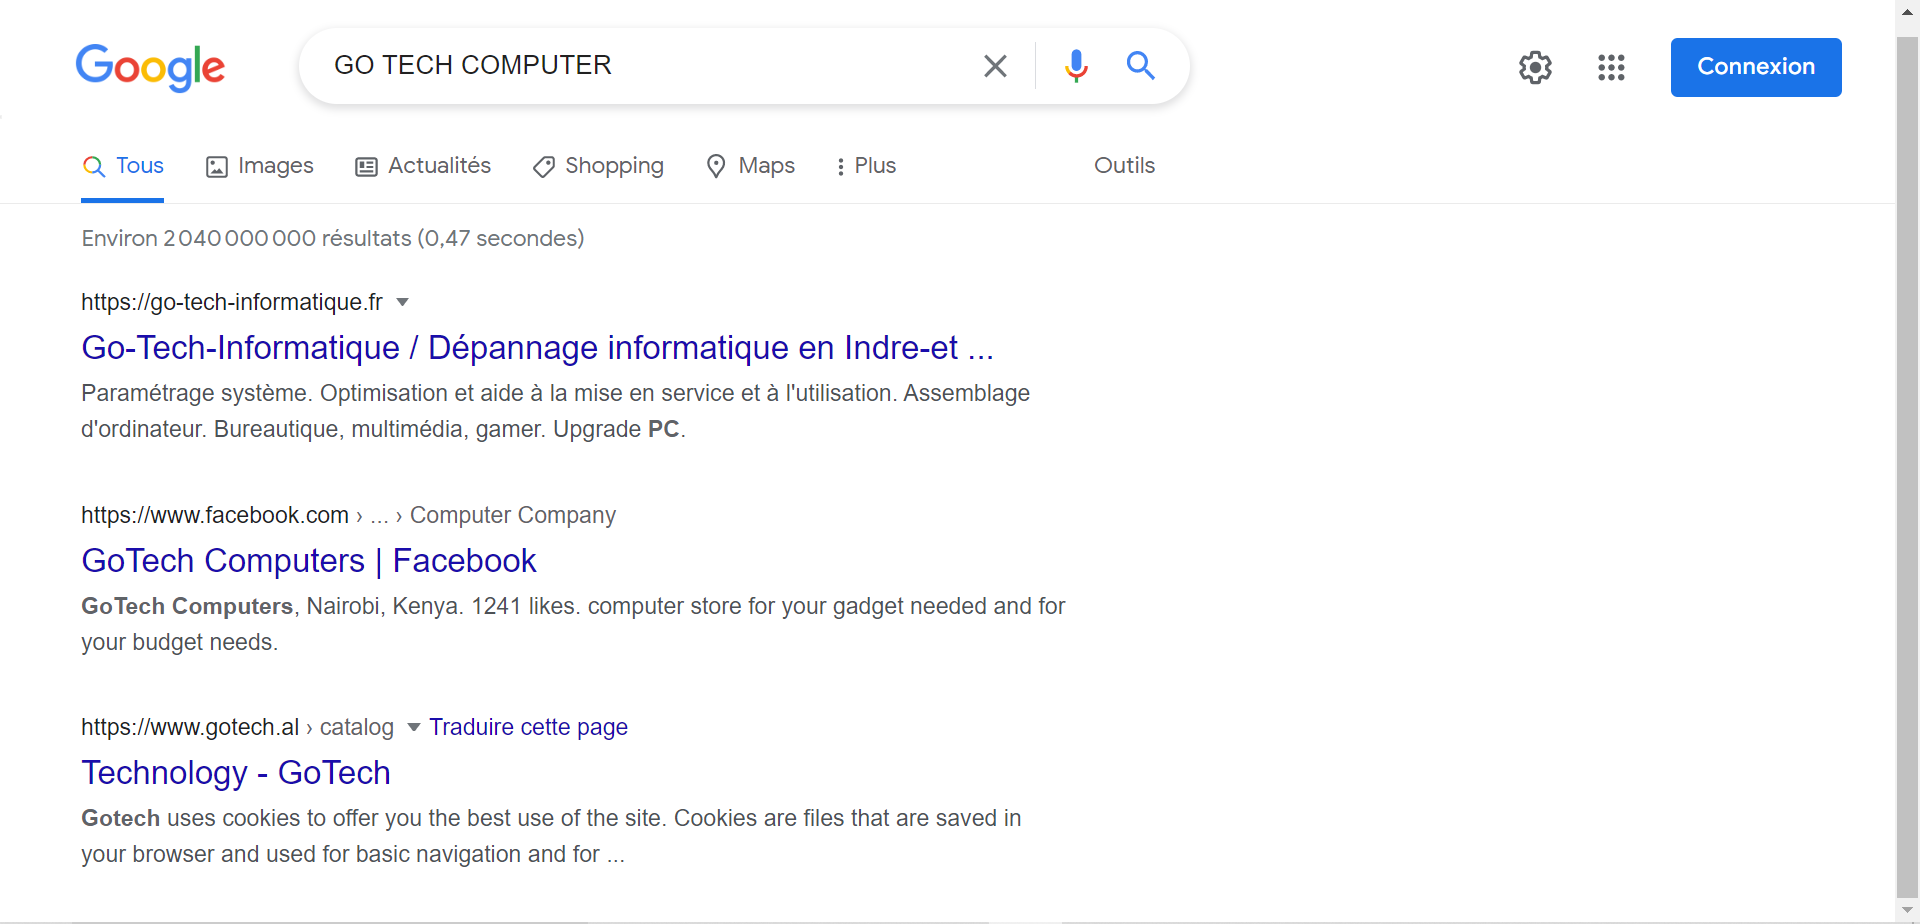 Google
GO TECH COMPUTER
Connexion
Tous
Images
Actualités
Shopping
Maps
Plus
Outils
Environ 2 040 000 000 résultats (0,47 secondes)
https://go-tech-informatique.fr
Go-Tech-Informatique / Dépannage informatique en Indre-et ...
Paramétrage système. Optimisation et aide à la mise en service et à l'utilisation. Assemblage
d'ordinateur. Bureautique, multimédia, gamer. Upgrade PC.
https://www.facebook.com › ... › Computer Company
GoTech Computers | Facebook
GoTech Computers, Nairobi, Kenya. 1241 likes. computer store for your gadget needed and for
your budget needs.
https://www.gotech.al › catalog Traduire cette page
Technology - GoTech
Gotech uses cookies to offer you the best use of the site. Cookies are files that are saved in
your browser and used for basic navigation and for ...